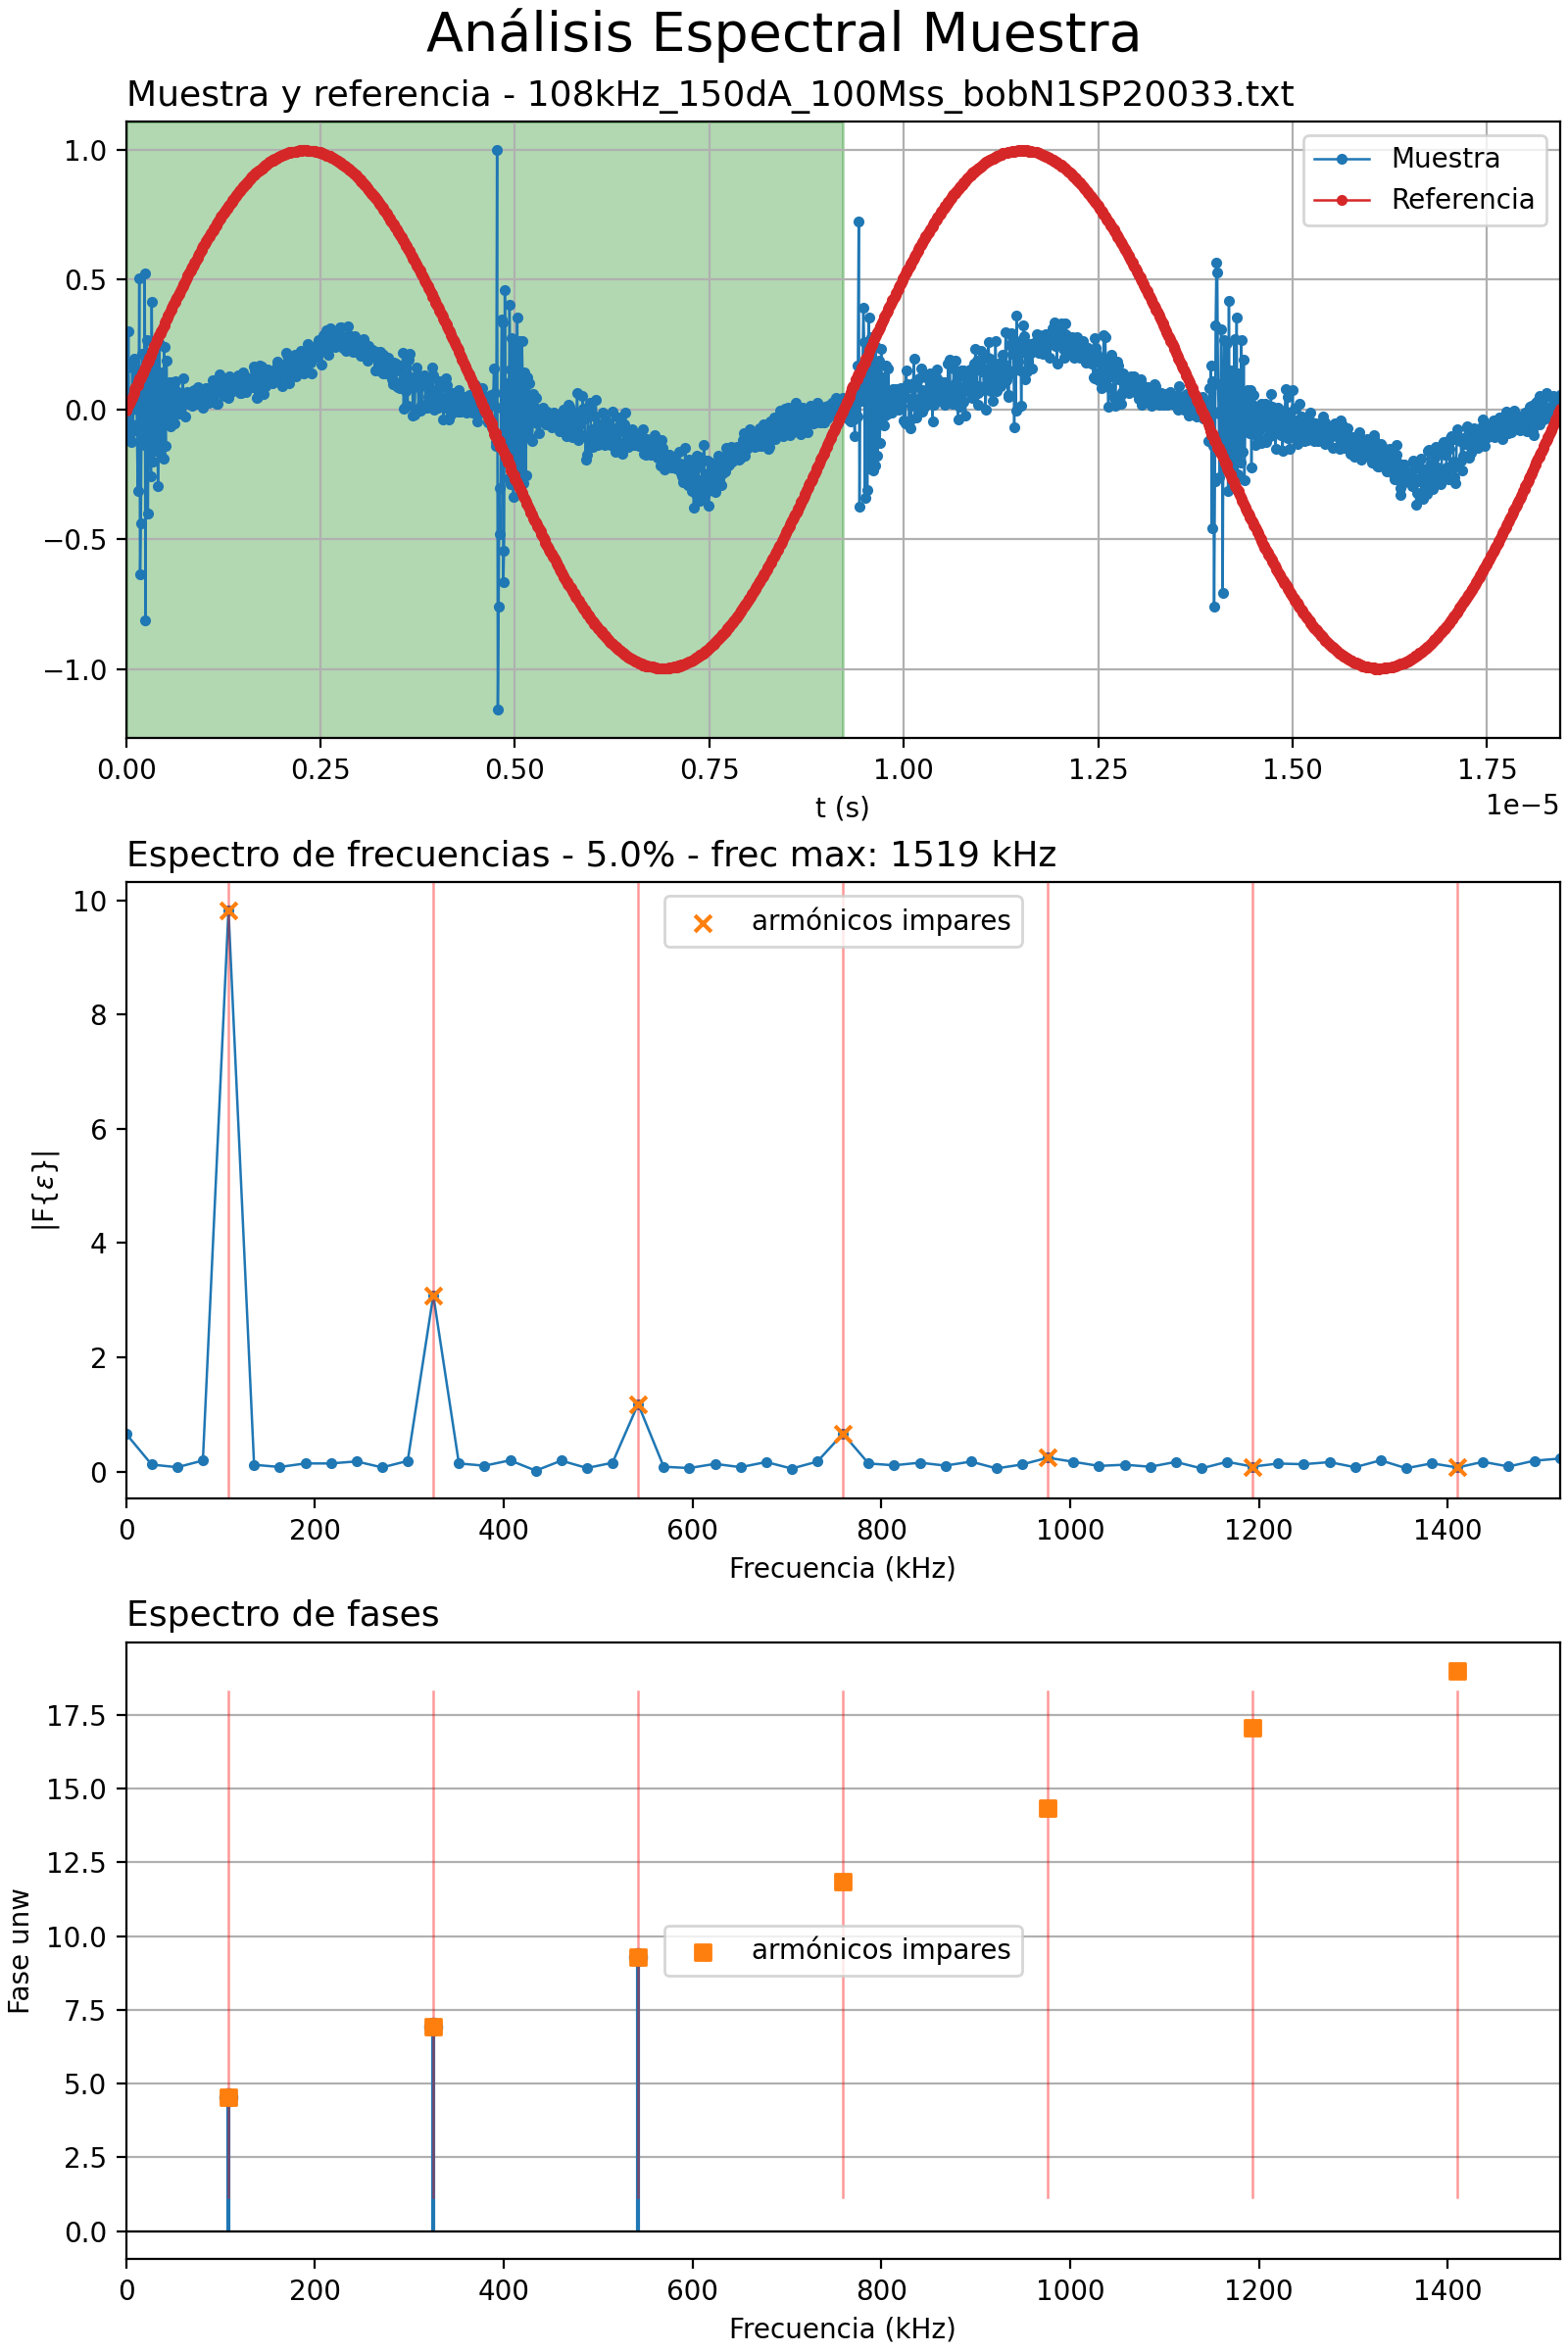 Análisis Espectral Muestra
Muestra y referencia - 108kHz_150dA_100Mss_bobN1SP20033.txt
1.0
0.5
0.0
−0.5
−1.0
Muestra
Referencia
0.00 0.25 0.50 0.75 1.00 1.25 1.50 1.75
1e−5
t (s)
Espectro de frecuencias - 5.0% - frec max: 1519 kHz
|F{ε}|
10
8
6
4
2
0
armónicos impares
0 200 400 600 800 1000 1200 1400
Frecuencia (kHz)
Espectro de fases
Fase unw
17.5
15.0
12.5
10.0
7.5
5.0
2.5
0.0
armónicos impares
0 200 400 600 800 1000 1200 1400
Frecuencia (kHz)